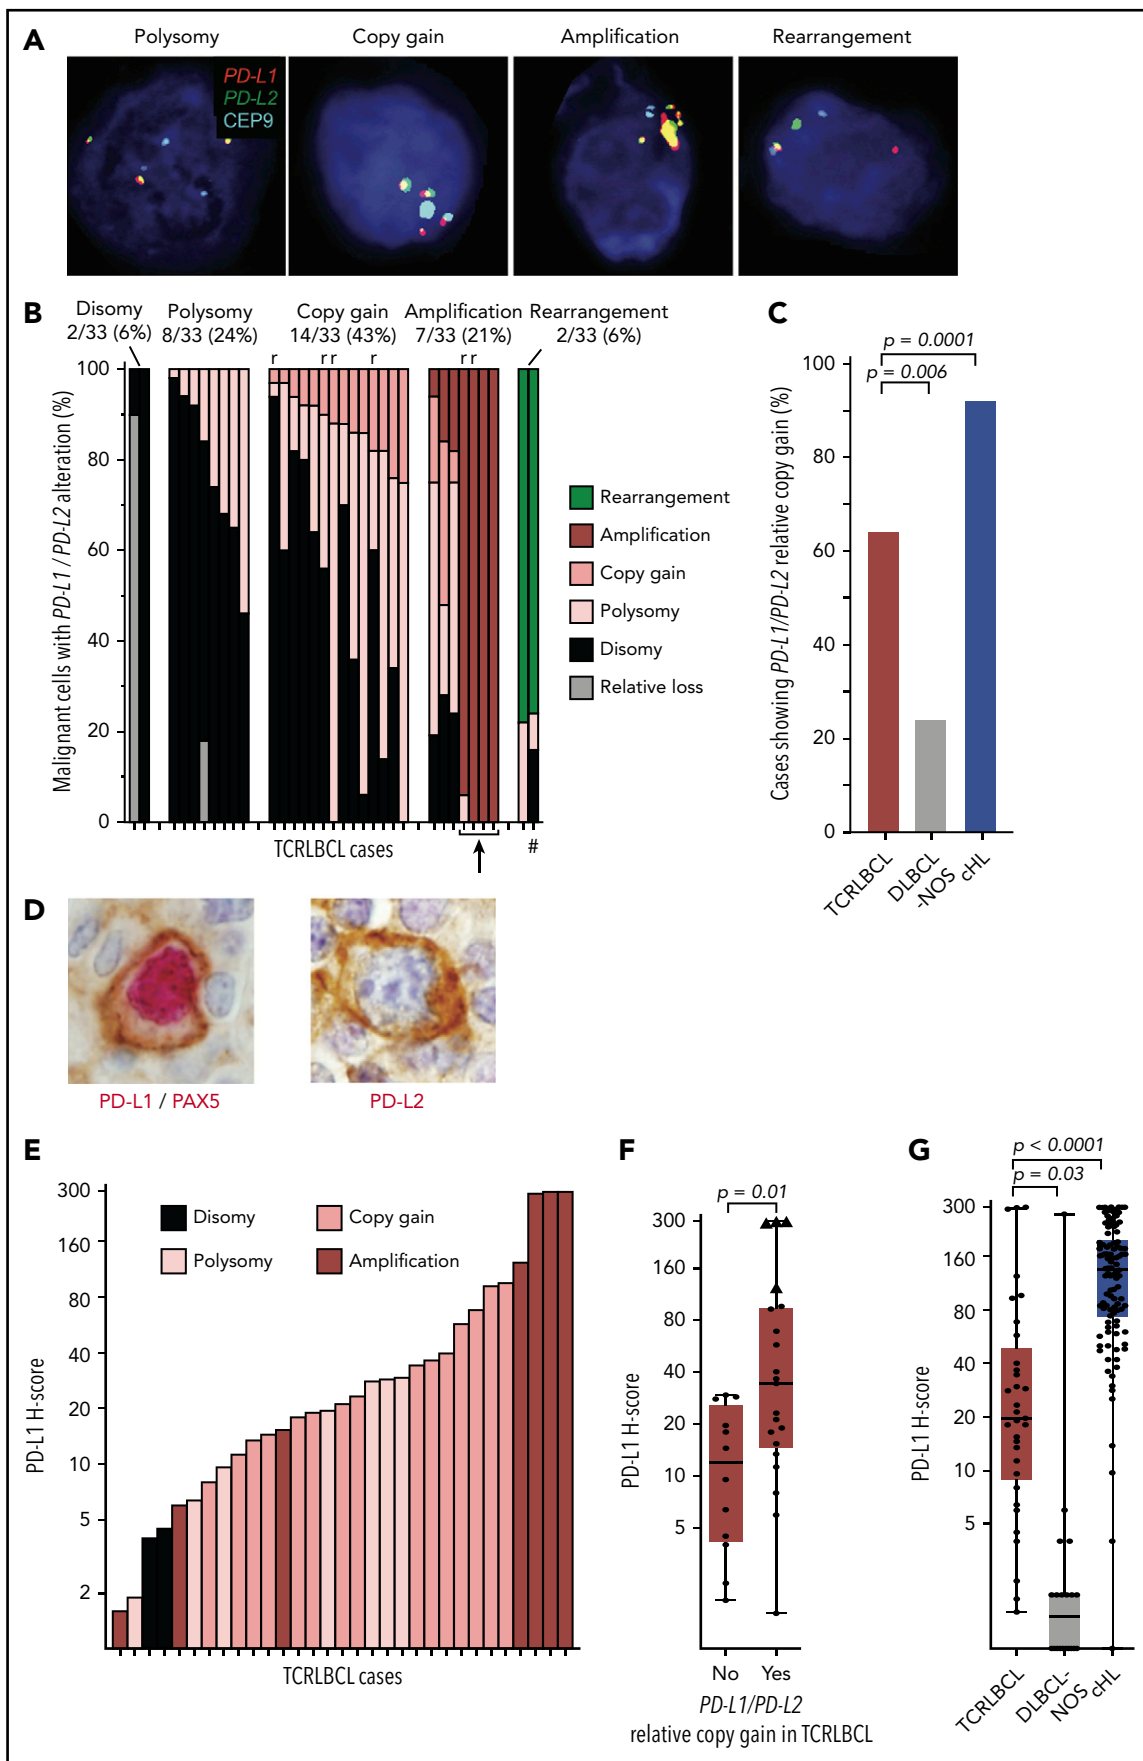 A
Polysomy
Copy gain
Amplification
Rearrangement
PD-L1
PD-L2
CEP9
B
Disomy
2/33 (6%)
Polysomy
8/33 (24%)
Copy gain
14/33 (43%)
Amplification
7/33 (21%)
Rearrangement
2/33 (6%)
r
r r
r
r r
Malignant cells with PD-L1 / PD-L2 alteration (%)
100
80
60
40
20
0
TCRLBCL cases
#
Rearrangement
Amplification
Copy gain
Polysomy
Disomy
Relative loss
C
p = 0.0001
p = 0.006
Cases showing PD-L1/PD-L2 relative copy gain (%)
100
80
60
40
20
0
TCRLBCL
DLBCL
-NOS
cHL
D
PD-L1 / PAX5
PD-L2
E
PD-L1 H-score
300
160
80
40
20
10
5
2
Disomy
Polysomy
Copy gain
Amplification
TCRLBCL cases
F
p = 0.01
PD-L1 H-score
300
160
80
40
20
10
5
No
Yes
PD-L1/PD-L2
relative copy gain in TCRLBCL
G
p < 0.0001
p = 0.03
PD-L1 H-score
300
160
80
40
20
10
5
TCRLBCL
DLBCL-
NOS
cHL